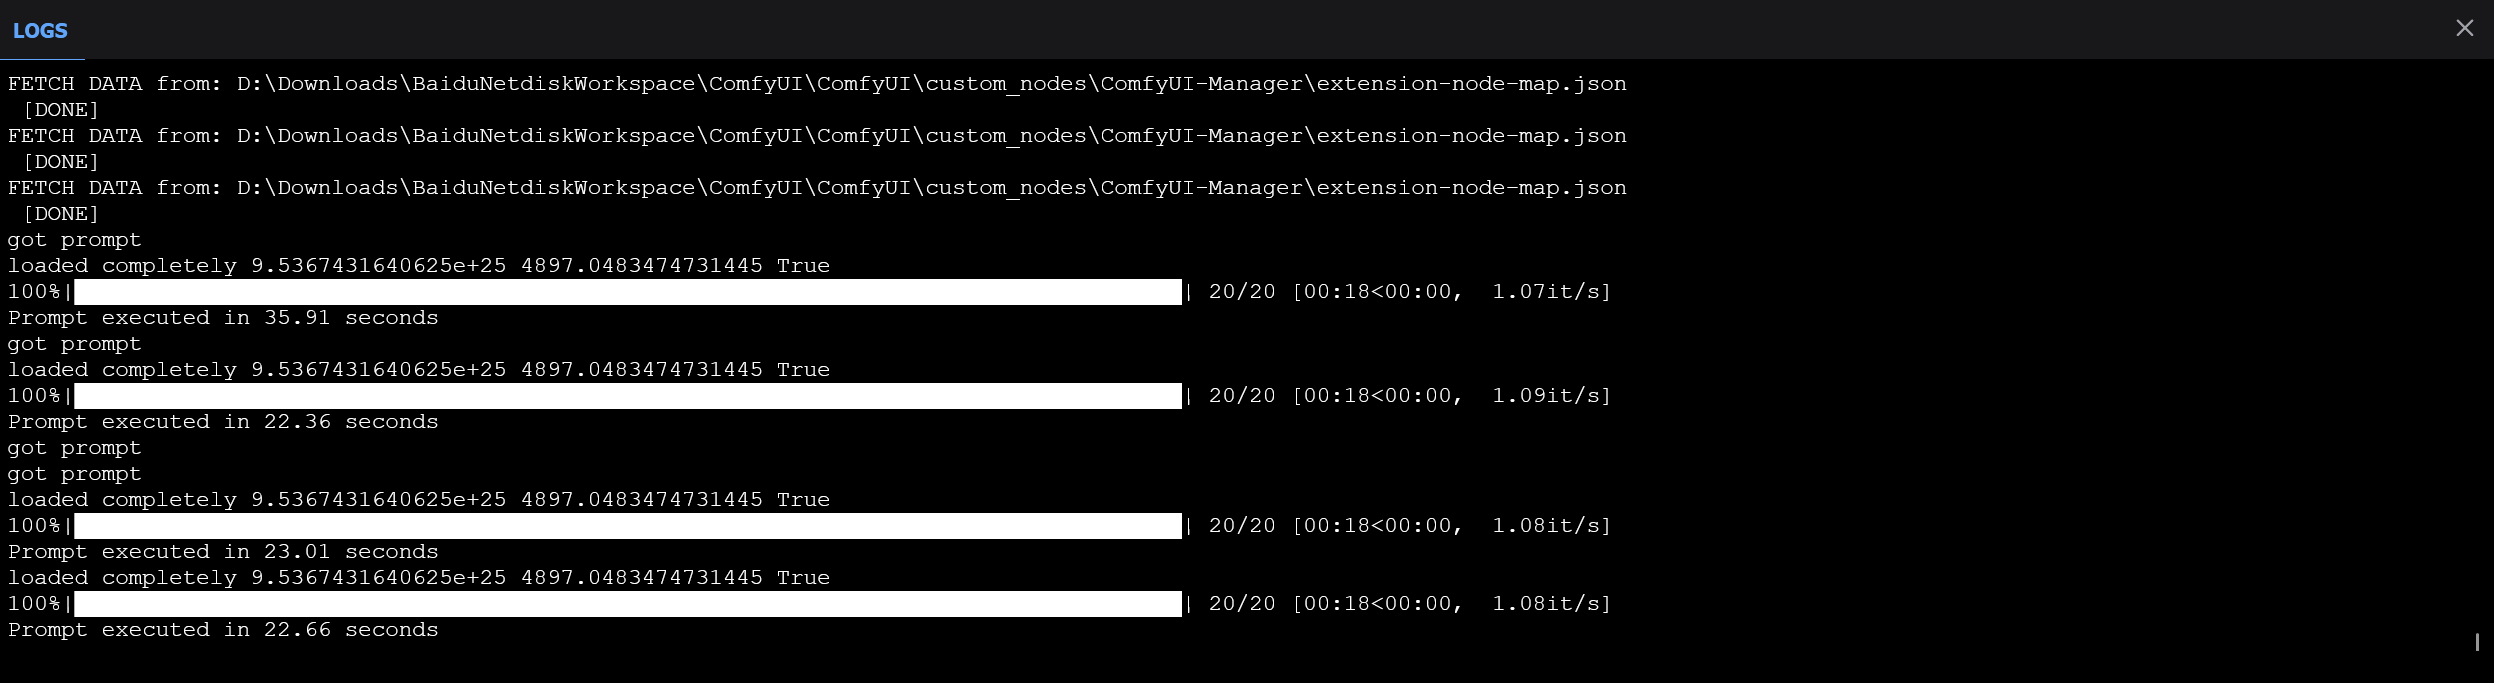 LOGS
FETCH DATA from: D:\Downloads\BaiduNetdiskWorkspace\ComfyUI\ComfyUI\custom_nodes\ComfyUI-Manager\extension-node-map.json
[DONE]
FETCH DATA from: D:\Downloads\BaiduNetdiskWorkspace\ComfyUI\ComfyUI\custom_nodes\ComfyUI-Manager\extension-node-map.json
[DONE]
FETCH DATA from: D:\Downloads\BaiduNetdiskWorkspace\ComfyUI\ComfyUI\custom_nodes\ComfyUI-Manager\extension-node-map.json
[DONE]
got prompt
loaded completely 9.5367431640625e+25 4897.0483474731445 True
100%| | 20/20 [00:18<00:00,  1.07it/s]
Prompt executed in 35.91 seconds
got prompt
loaded completely 9.5367431640625e+25 4897.0483474731445 True
100%| | 20/20 [00:18<00:00,  1.09it/s]
Prompt executed in 22.36 seconds
got prompt
got prompt
loaded completely 9.5367431640625e+25 4897.0483474731445 True
100%| | 20/20 [00:18<00:00,  1.08it/s]
Prompt executed in 23.01 seconds
loaded completely 9.5367431640625e+25 4897.0483474731445 True
100%| | 20/20 [00:18<00:00,  1.08it/s]
Prompt executed in 22.66 seconds